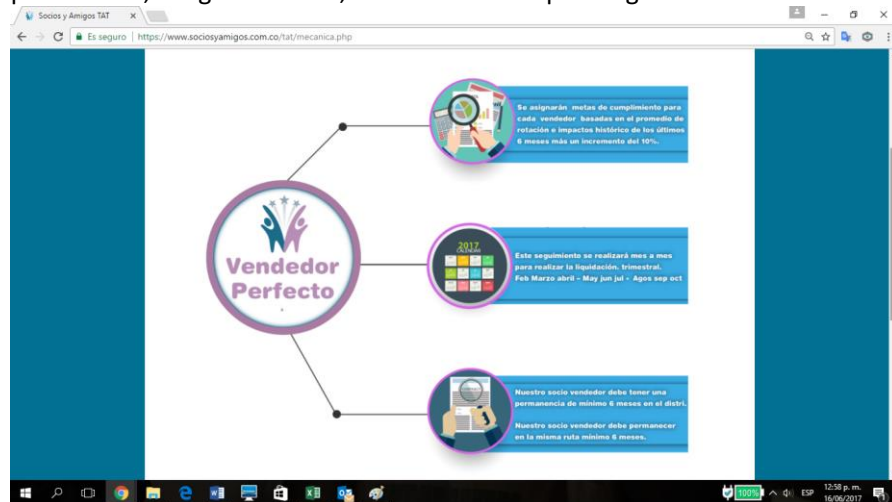 Socios y Amigos TAT
Es seguro | https://www.sociosyamigos.com.co/tat/mecanica.php
Se asignarán metas de cumplimiento para
cada vendedor basadas en el promedio de
rotación e impactos histórico de los últimos
6 meses más un incremento del 10%.
Vendedor
Perfecto
2017
CALENDARIO
Este seguimiento se realizará mes a mes
para realizar la liquidación. trimestral.
Feb Marzo abril – May jun jul – Agos sep oct
Nuestro socio vendedor debe tener una
permanencia de mínimo 6 meses en el distri.
Nuestro socio vendedor debe permanecer
en la misma ruta mínimo 6 meses.
100%
ESP
12:58 p. m.
16/06/2017